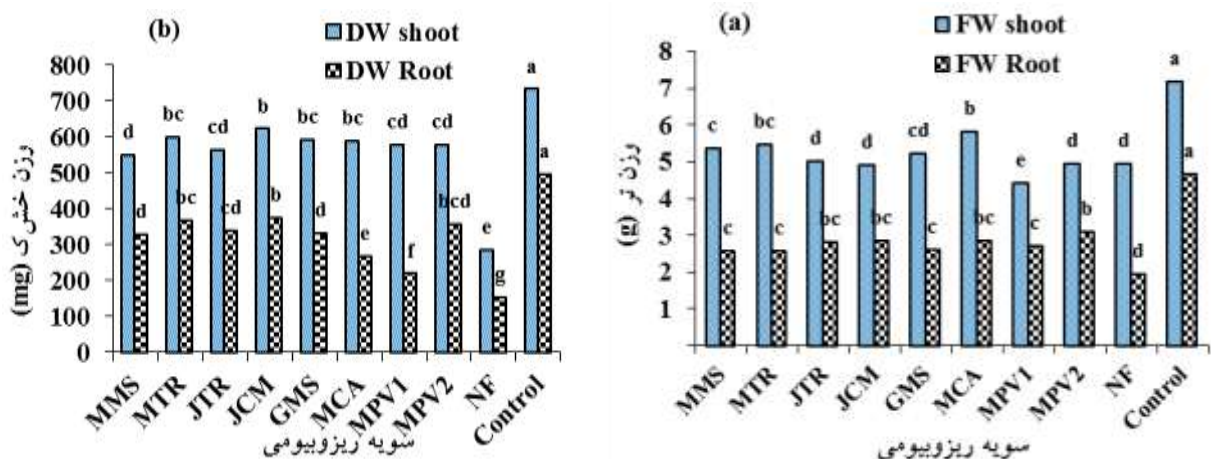 (b)
DW shoot
DW Root
وزن خشک (mg)
800
700
600
500
400
300
200
100
0
d
d
bc
bc
cd
cd
b
b
bc
d
bc
e
cd
f
cd
bcd
e
g
a
a
MMS
MTR
JTR
JCM
GMS
MCA
MPV1
MPV2
NF
Control
سویه ریزوبیومی
(a)
FW shoot
FW Root
وزن تر (g)
8
7
6
5
4
3
2
1
c
c
bc
c
d
bc
d
bc
cd
c
b
bc
e
c
d
b
d
d
a
a
MMS
MTR
JTR
JCM
GMS
MCA
MPV1
MPV2
NF
Control
سویه ریزوبیومی